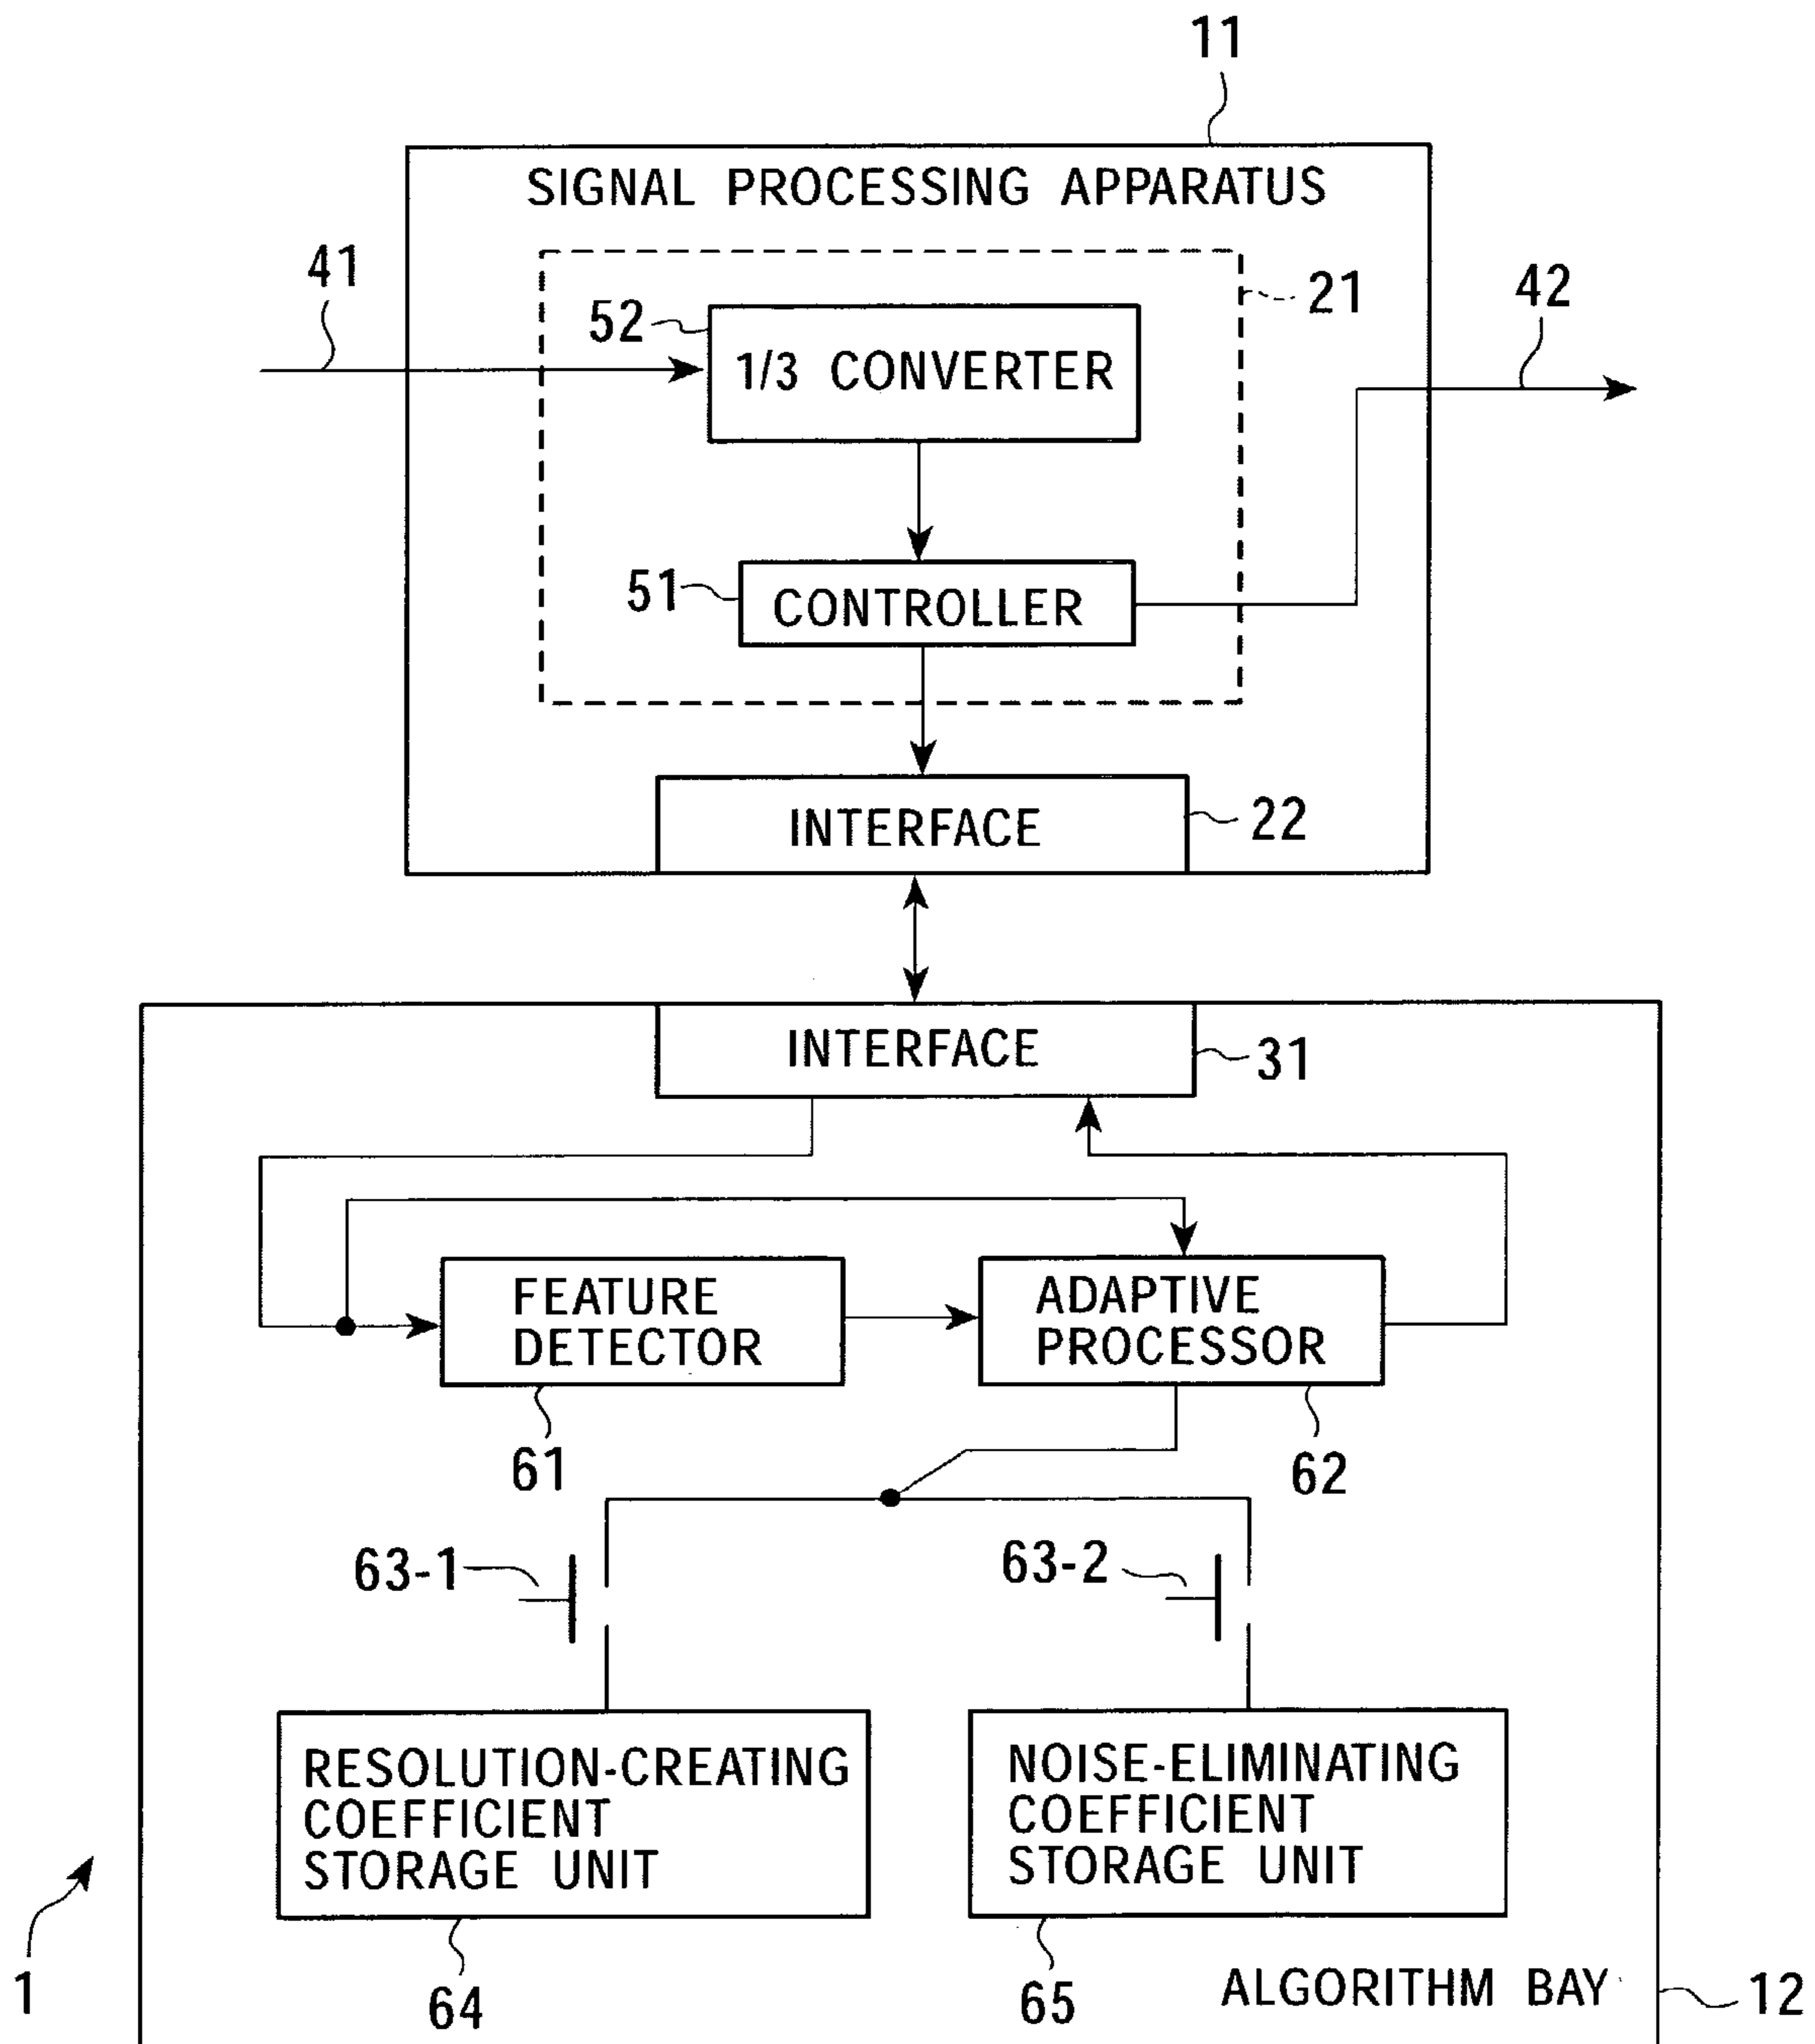 11
SIGNAL PROCESSING APPARATUS
41
21
42
52
1/3 CONVERTER
51
CONTROLLER
INTERFACE
22
INTERFACE
31
FEATURE
DETECTOR
ADAPTIVE
PROCESSOR
61
62
63-1
63-2
RESOLUTION-CREATING
COEFFICIENT
STORAGE UNIT
NOISE-ELIMINATING
COEFFICIENT
STORAGE UNIT
1
64
65
ALGORITHM BAY
12